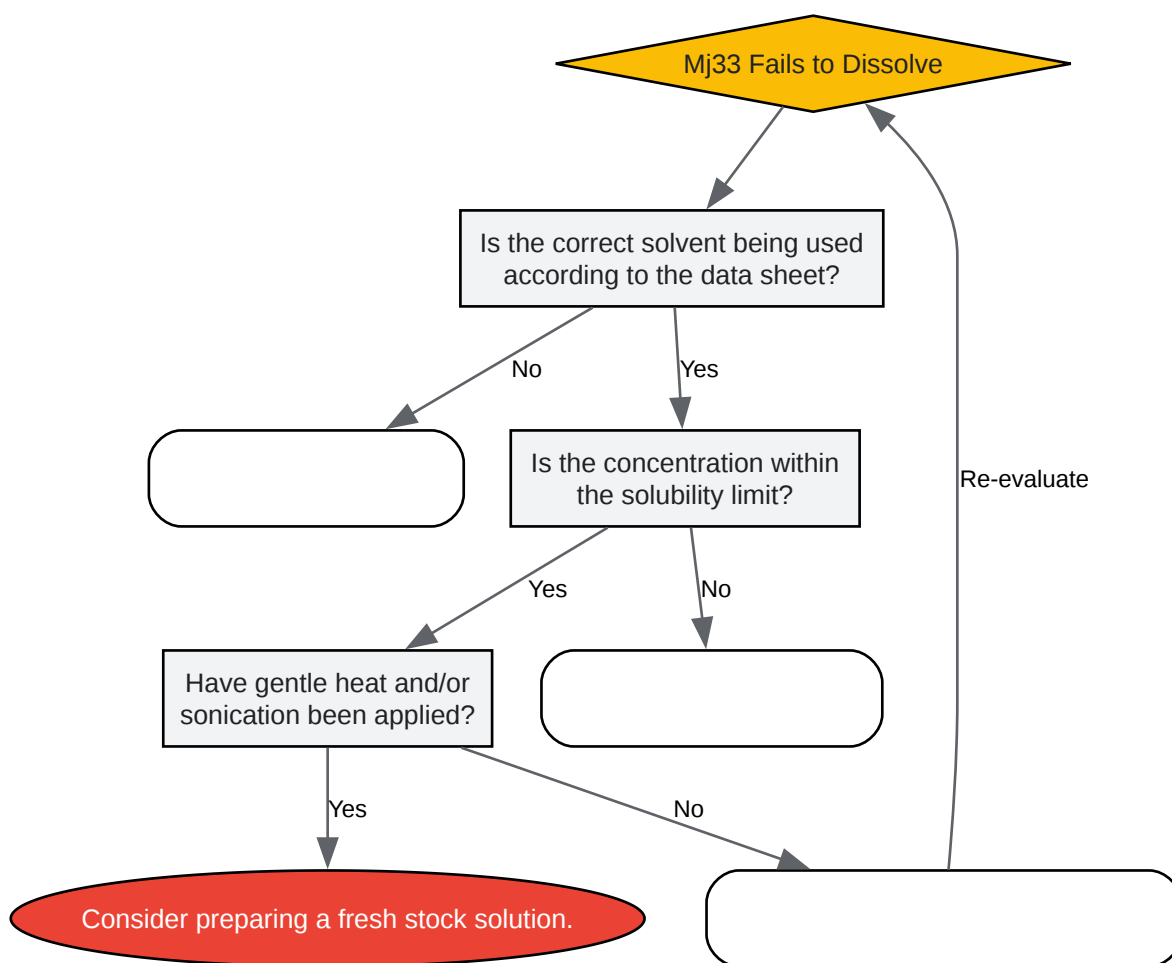 Mj33 Fails to Dissolve
Is the correct solvent being used
according to the data sheet?
No
Yes
Is the concentration within
the solubility limit?
Re-evaluate
Yes
No
Have gentle heat and/or
sonication been applied?
Yes
No
Consider preparing a fresh stock solution.